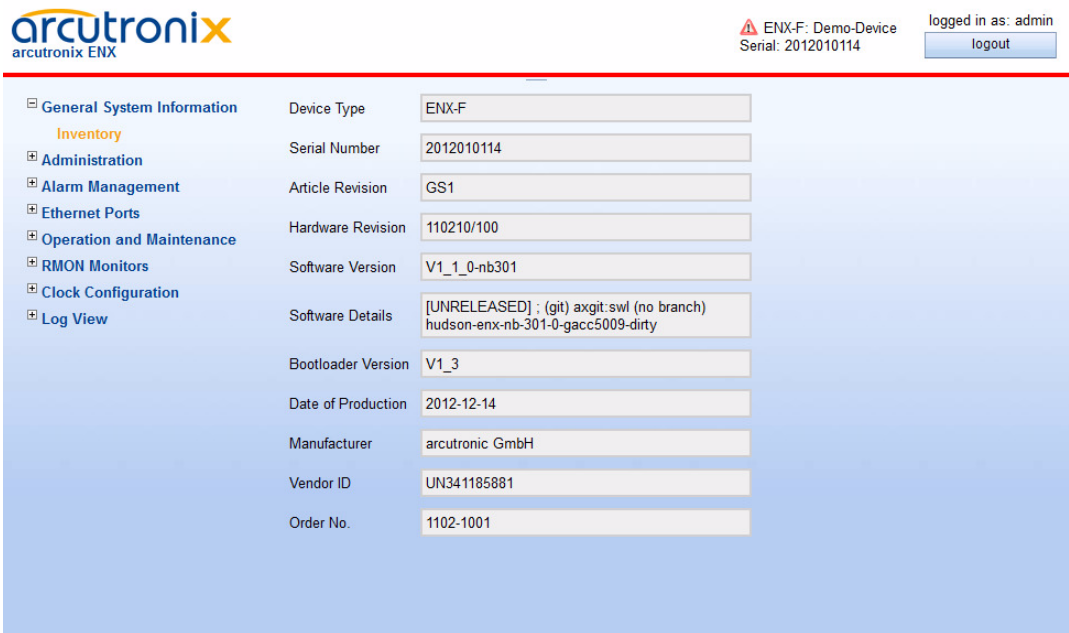 arcutronix
arcutronix ENX
ENX-F: Demo-Device
Serial: 2012010114
logged in as: admin
logout
General System Information
Inventory
Administration
Alarm Management
Ethernet Ports
Operation and Maintenance
RMON Monitors
Clock Configuration
Log View
Device Type ENX-F
Serial Number 2012010114
Article Revision GS1
Hardware Revision 110210/100
Software Version V1_1_0-nb301
Software Details [UNRELEASED] ; (git) axgit:swl (no branch)
hudson-enx-nb-301-0-gacc5009-dirty
Bootloader Version V1_3
Date of Production 2012-12-14
Manufacturer arcutronic GmbH
Vendor ID UN341185881
Order No. 1102-1001